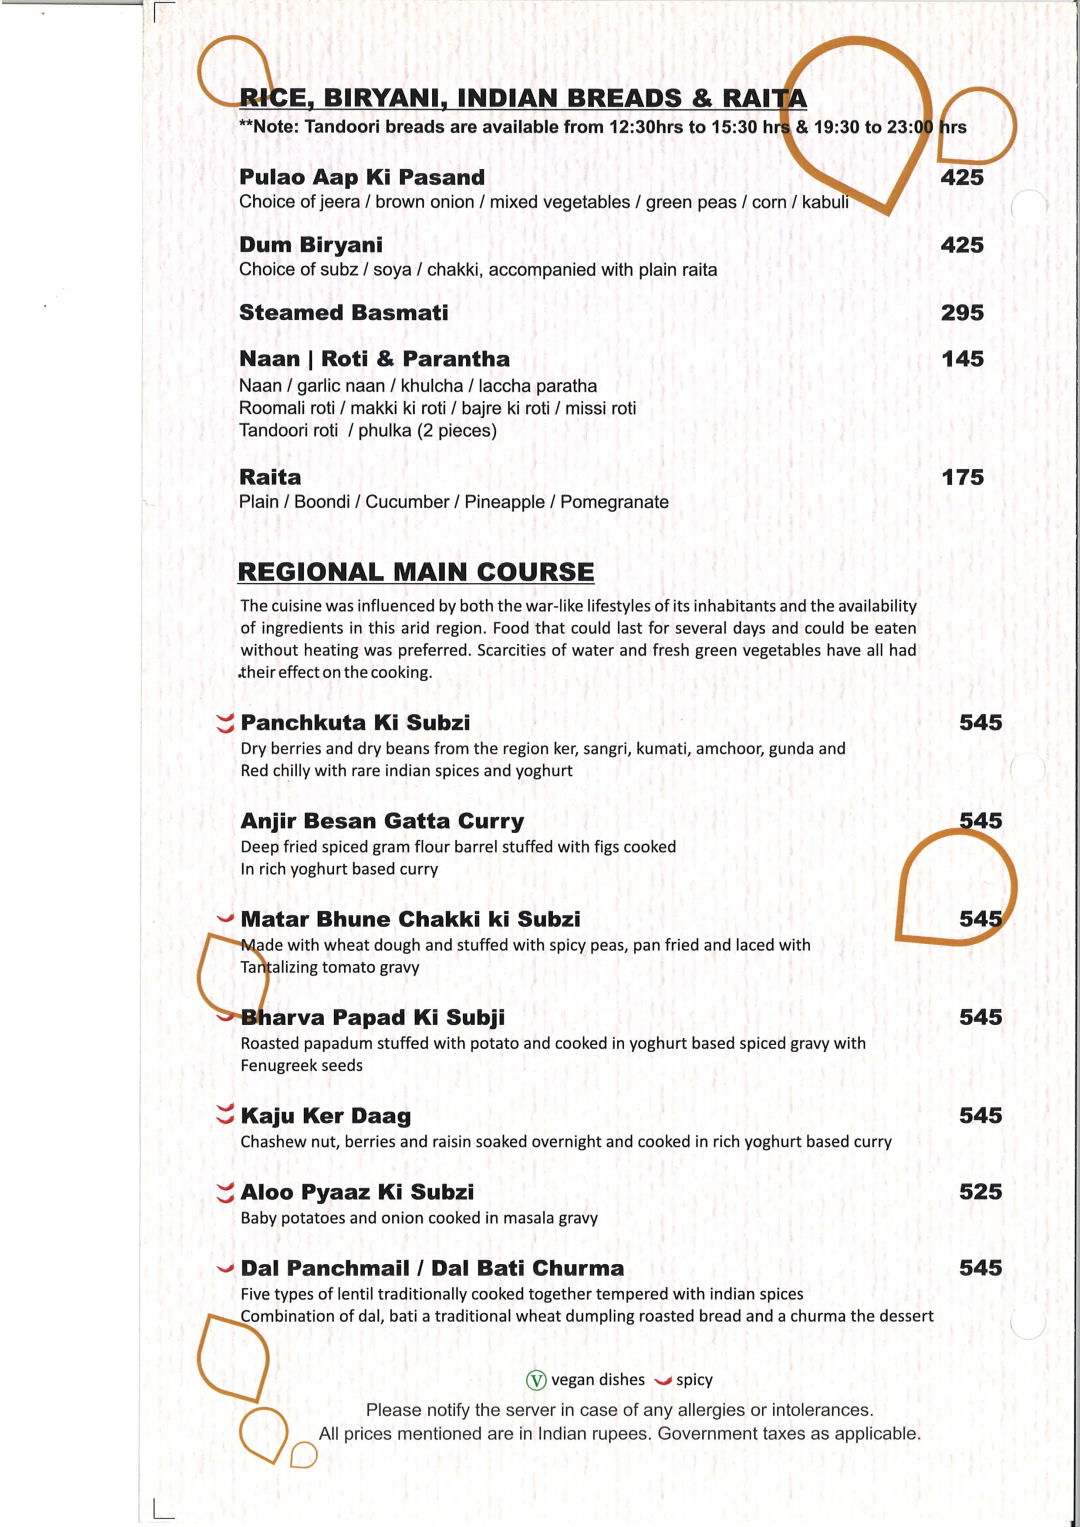 RICE, BIRYANI, INDIAN BREADS & RAITA
**Note: Tandoori breads are available from 12:30hrs to 15:30 hrs & 19:30 to 23:00 hrs
Pulao Aap Ki Pasand 425
Choice of jeera / brown onion / mixed vegetables / green peas / corn / kabuli
Dum Biryani 425
Choice of subz / soya / chakki, accompanied with plain raita
Steamed Basmati 295
Naan | Roti & Parantha 145
Naan / garlic naan / khulcha / laccha paratha
Roomali roti / makki ki roti / bajre ki roti / missi roti
Tandoori roti / phulka (2 pieces)
Raita 175
Plain / Boondi / Cucumber / Pineapple / Pomegranate
REGIONAL MAIN COURSE
The cuisine was influenced by both the war-like lifestyles of its inhabitants and the availability
of ingredients in this arid region. Food that could last for several days and could be eaten
without heating was preferred. Scarcities of water and fresh green vegetables have all had
their effect on the cooking.
Panchkuta Ki Subzi 545
Dry berries and dry beans from the region ker, sangri, kumati, amchoor, gunda and
Red chilly with rare indian spices and yoghurt
Anjir Besan Gatta Curry 545
Deep fried spiced gram flour barrel stuffed with figs cooked
In rich yoghurt based curry
Matar Bhune Chakki ki Subzi 545
Made with wheat dough and stuffed with spicy peas, pan fried and laced with
Tantalizing tomato gravy
Bharva Papad Ki Subji 545
Roasted papadum stuffed with potato and cooked in yoghurt based spiced gravy with
Fenugreek seeds
Kaju Ker Daag 545
Chashew nut, berries and raisin soaked overnight and cooked in rich yoghurt based curry
Aloo Pyaaz Ki Subzi 525
Baby potatoes and onion cooked in masala gravy
Dal Panchmail / Dal Bati Churma 545
Five types of lentil traditionally cooked together tempered with indian spices
Combination of dal, bati a traditional wheat dumpling roasted bread and a churma the dessert
V vegan dishes spicy
Please notify the server in case of any allergies or intolerances.
All prices mentioned are in Indian rupees. Government taxes as applicable.